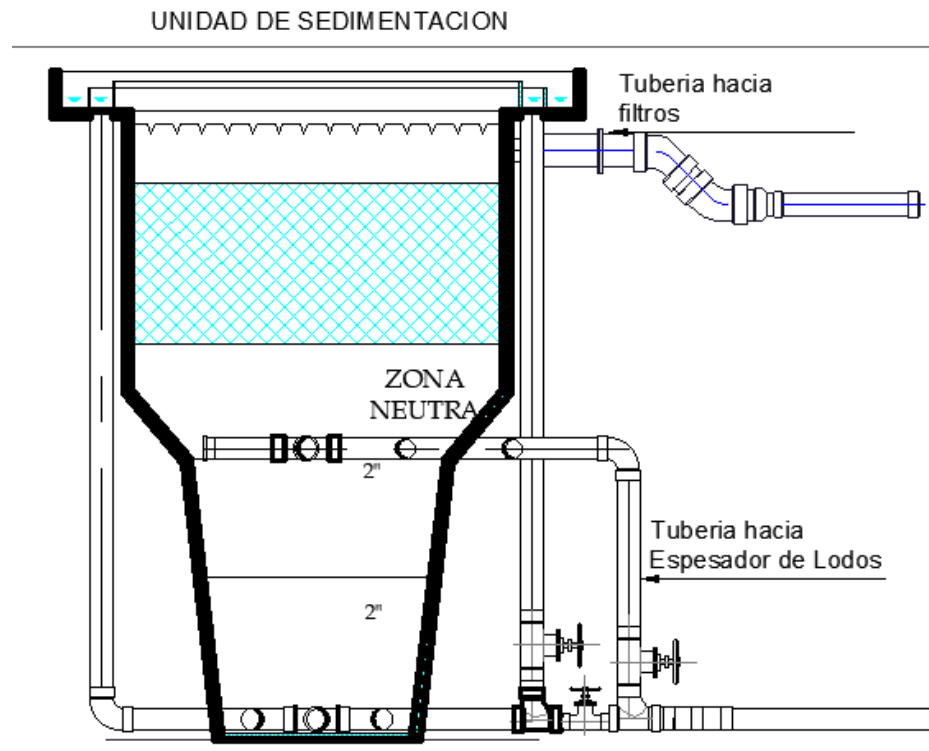 UNIDAD DE SEDIMENTACION
Tuberia hacia
filtros
ZONA
NEUTRA
2"
Tuberia hacia
Espesador de Lodos
2"